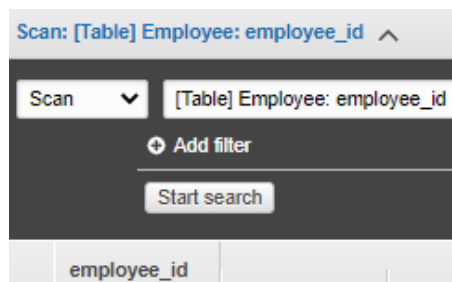 Scan: [Table] Employee: employee_id
Scan [Table] Employee: employee_id
Add filter
Start search
employee_id